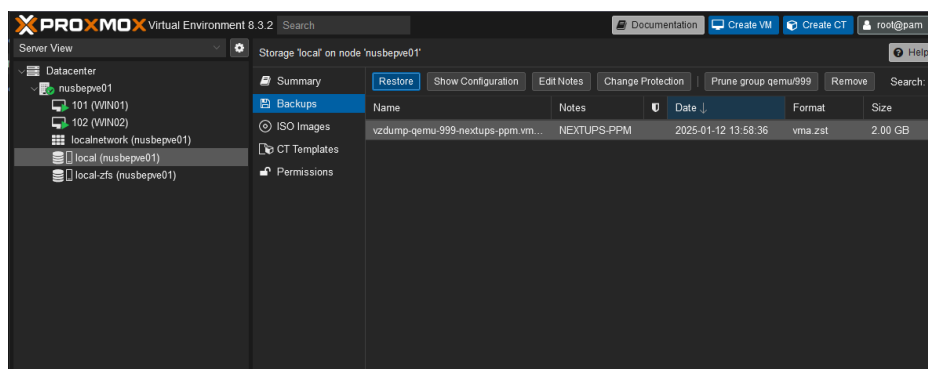 PROXMOX Virtual Environment 8.3.2 Search Documentation Create VM Create CT root@pam
Server View
Storage 'local' on node 'nusbepve01' Help
Datacenter
nusbepve01
101 (WIN01)
102 (WIN02)
localnetwork (nusbepve01)
local (nusbepve01)
local-zfs (nusbepve01)
Summary
Backups
ISO Images
CT Templates
Permissions
Restore Show Configuration Edit Notes Change Protection Prune group qemu/999 Remove Search:
Name Notes Date ↓ Format Size
vzdump-qemu-999-nextups-ppm.vm... NEXTUPS-PPM 2025-01-12 13:58:36 vma.zst 2.00 GB